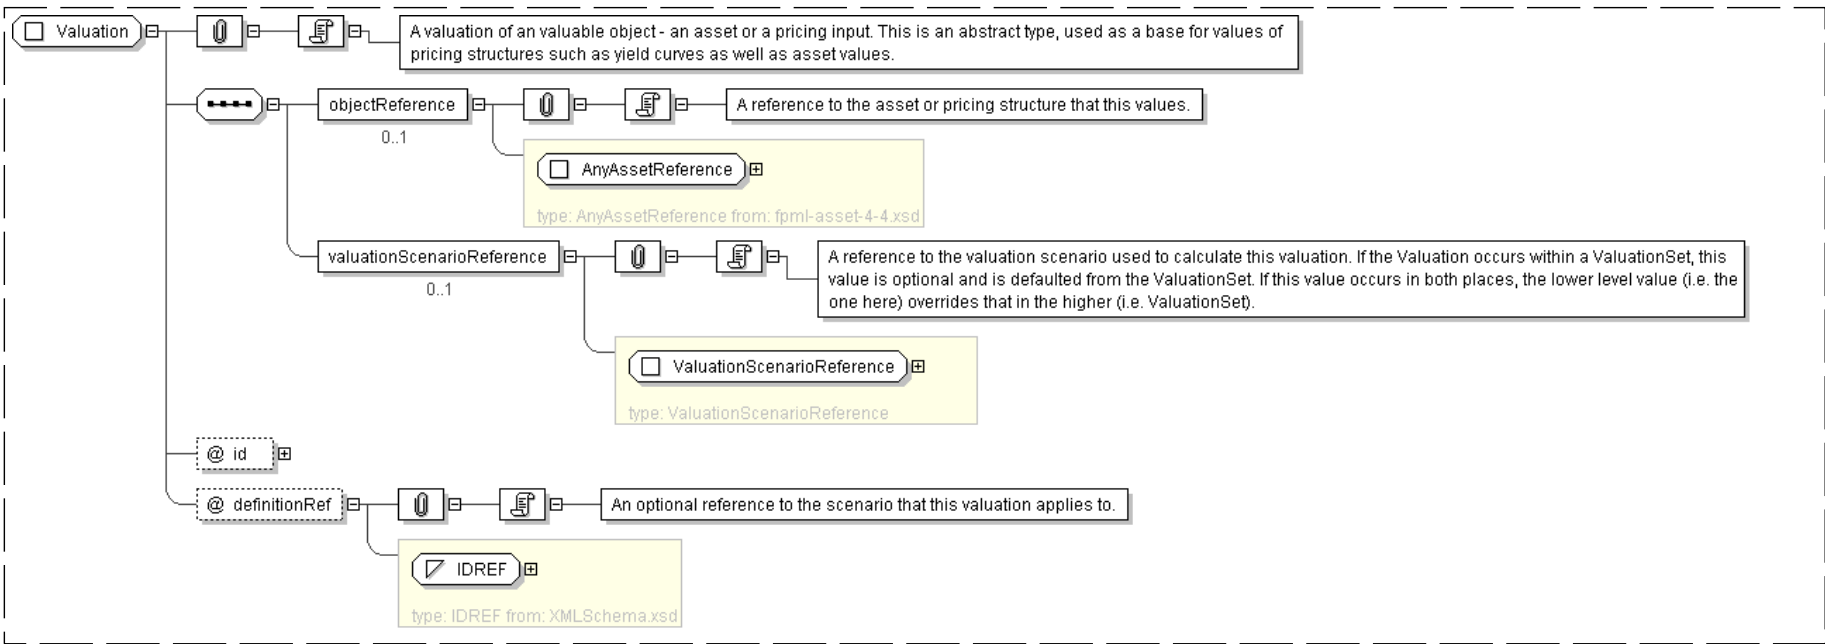 Valuation
A valuation of an valuable object - an asset or a pricing input. This is an abstract type, used as a base for values of
pricing structures such as yield curves as well as asset values.
objectReference
A reference to the asset or pricing structure that this values.
0..1
AnyAssetReference
type: AnyAssetReference from: fpml-asset-4-4.xsd
valuationScenarioReference
A reference to the valuation scenario used to calculate this valuation. If the Valuation occurs within a ValuationSet, this
value is optional and is defaulted from the ValuationSet. If this value occurs in both places, the lower level value (i.e. the
one here) overrides that in the higher (i.e. ValuationSet).
0..1
ValuationScenarioReference
type: ValuationScenarioReference
@ id
@ definitionRef
An optional reference to the scenario that this valuation applies to.
IDREF
type: IDREF from: XMLSchema.xsd